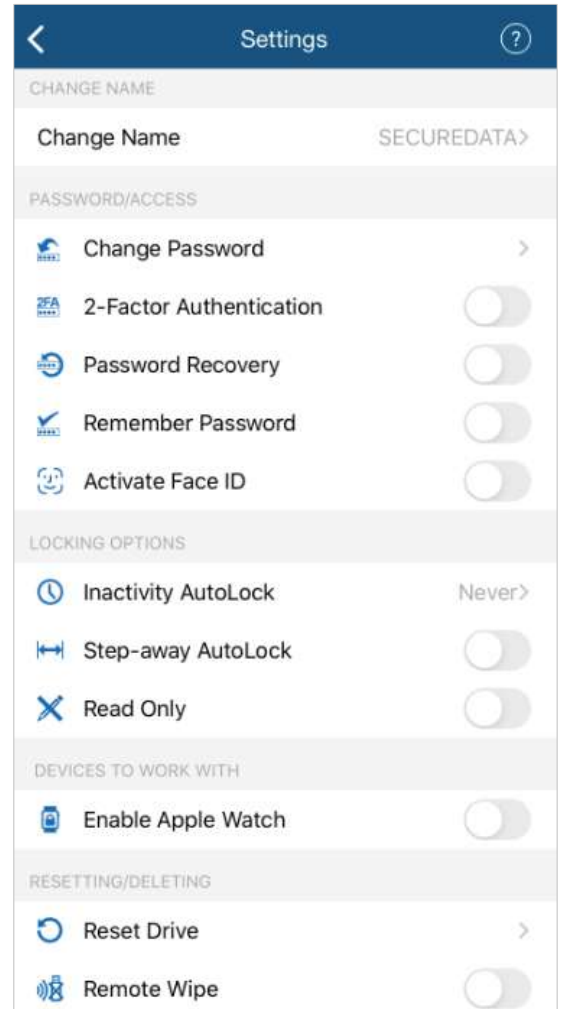 Settings
?
CHANGE NAME
Change Name SECUREDATA>
PASSWORD/ACCESS
Change Password >
2FA 2-Factor Authentication
Password Recovery
Remember Password
Activate Face ID
LOCKING OPTIONS
Inactivity AutoLock Never>
Step-away AutoLock
Read Only
DEVICES TO WORK WITH
Enable Apple Watch
RESETTING/DELETING
Reset Drive >
Remote Wipe